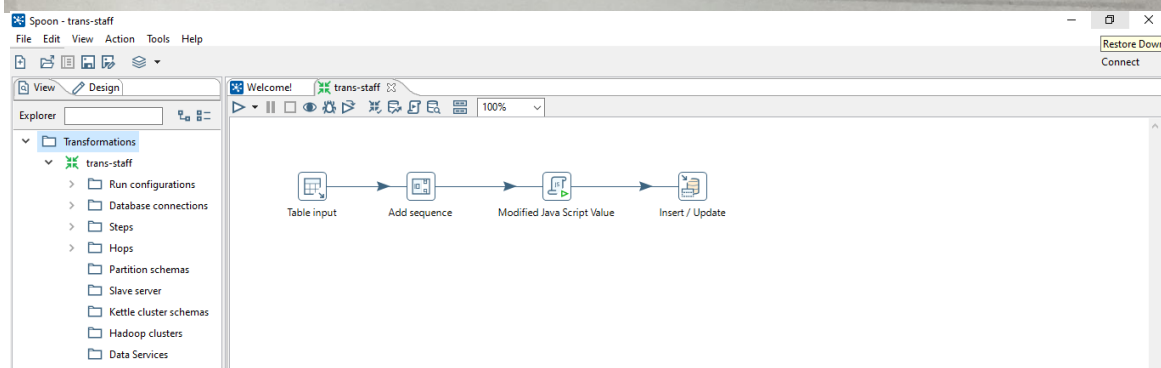 Spoon - trans-staff
File Edit View Action Tools Help
Restore Down
Connect
View Design
Welcome! trans-staff
Explorer
100%
Transformations
trans-staff
Run configurations
Database connections
Steps
Hops
Partition schemas
Slave server
Kettle cluster schemas
Hadoop clusters
Data Services
Table input Add sequence Modified Java Script Value Insert / Update